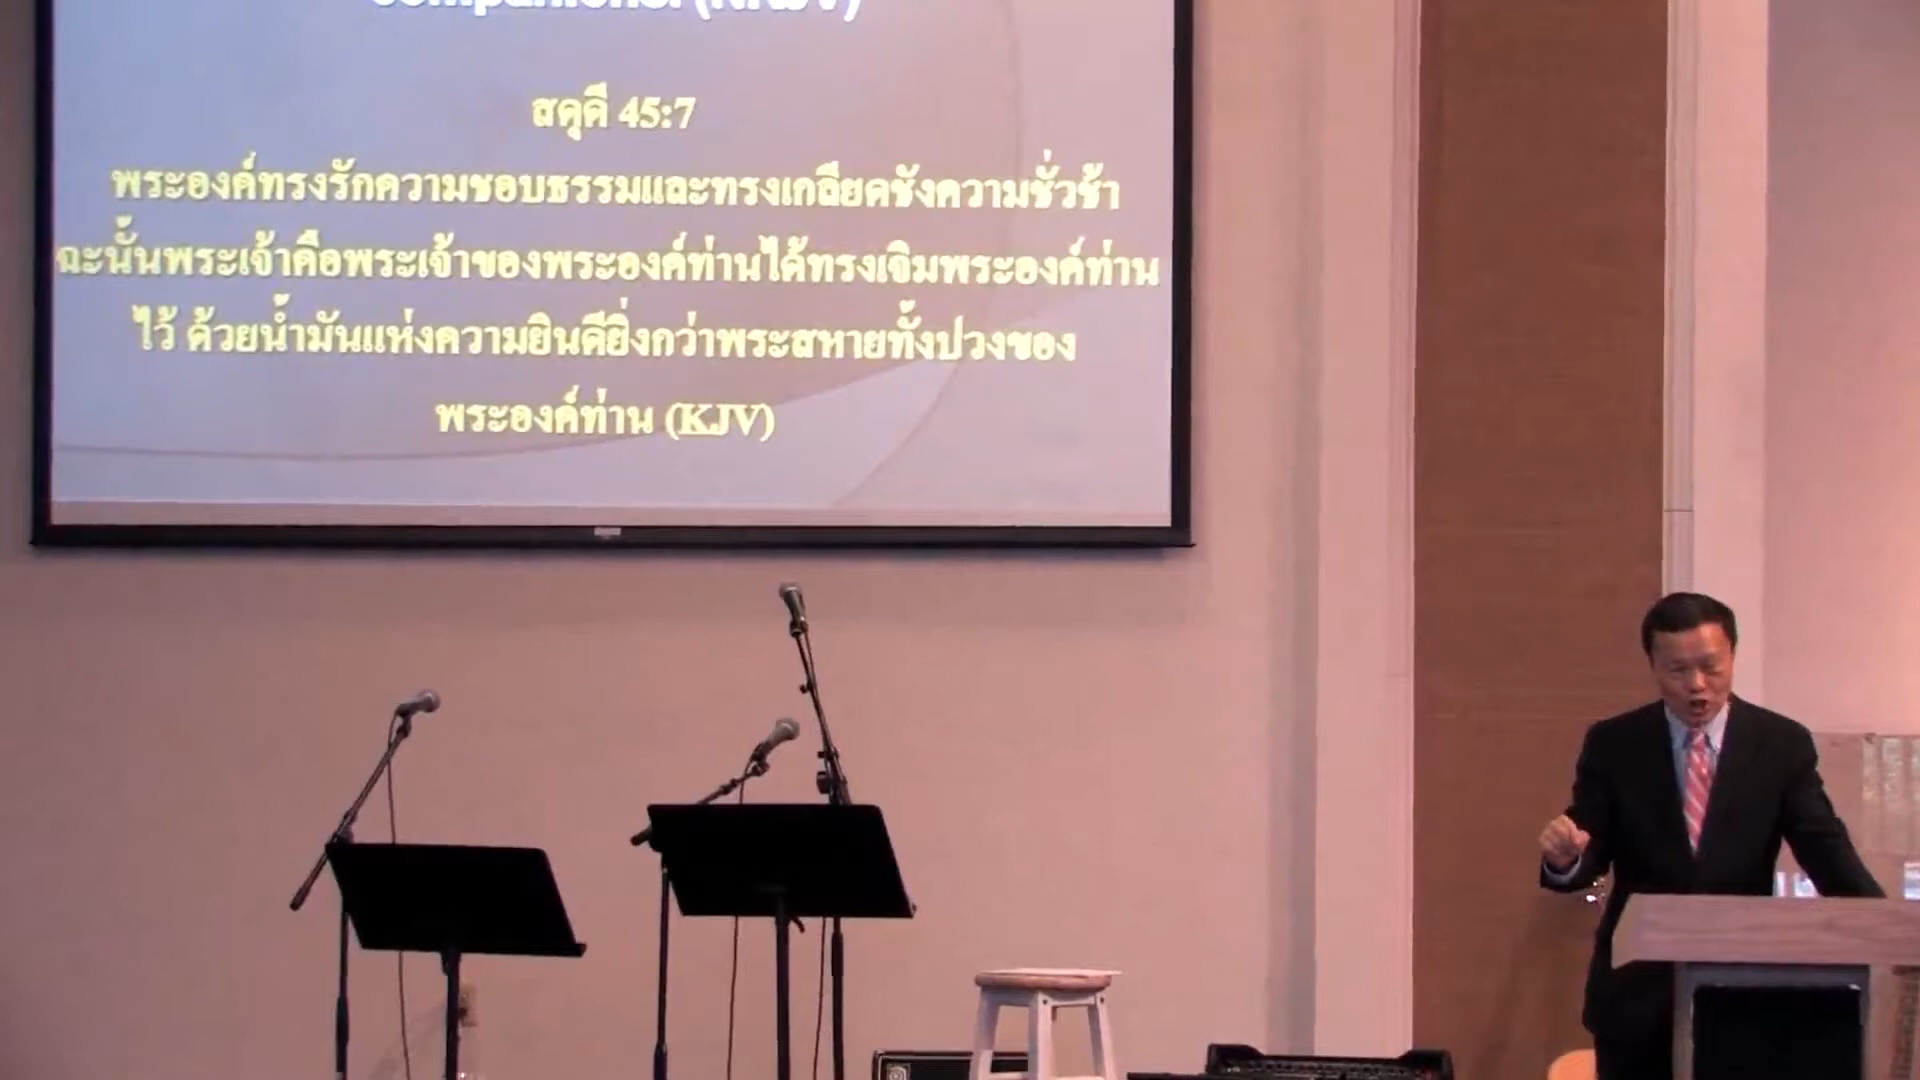 companions. (NKJV)
สดุดี 45:7
พระองค์ทรงรักความชอบธรรมและทรงเกลียดชังความชั่วช้า
ฉะนั้นพระเจ้าคือพระเจ้าของพระองค์ท่านได้ทรงเจิมพระองค์ท่าน
ไว้ ด้วยน้ำมันแห่งความยินดียิ่งกว่าพระสหายทั้งปวงของ
พระองค์ท่าน (KJV)